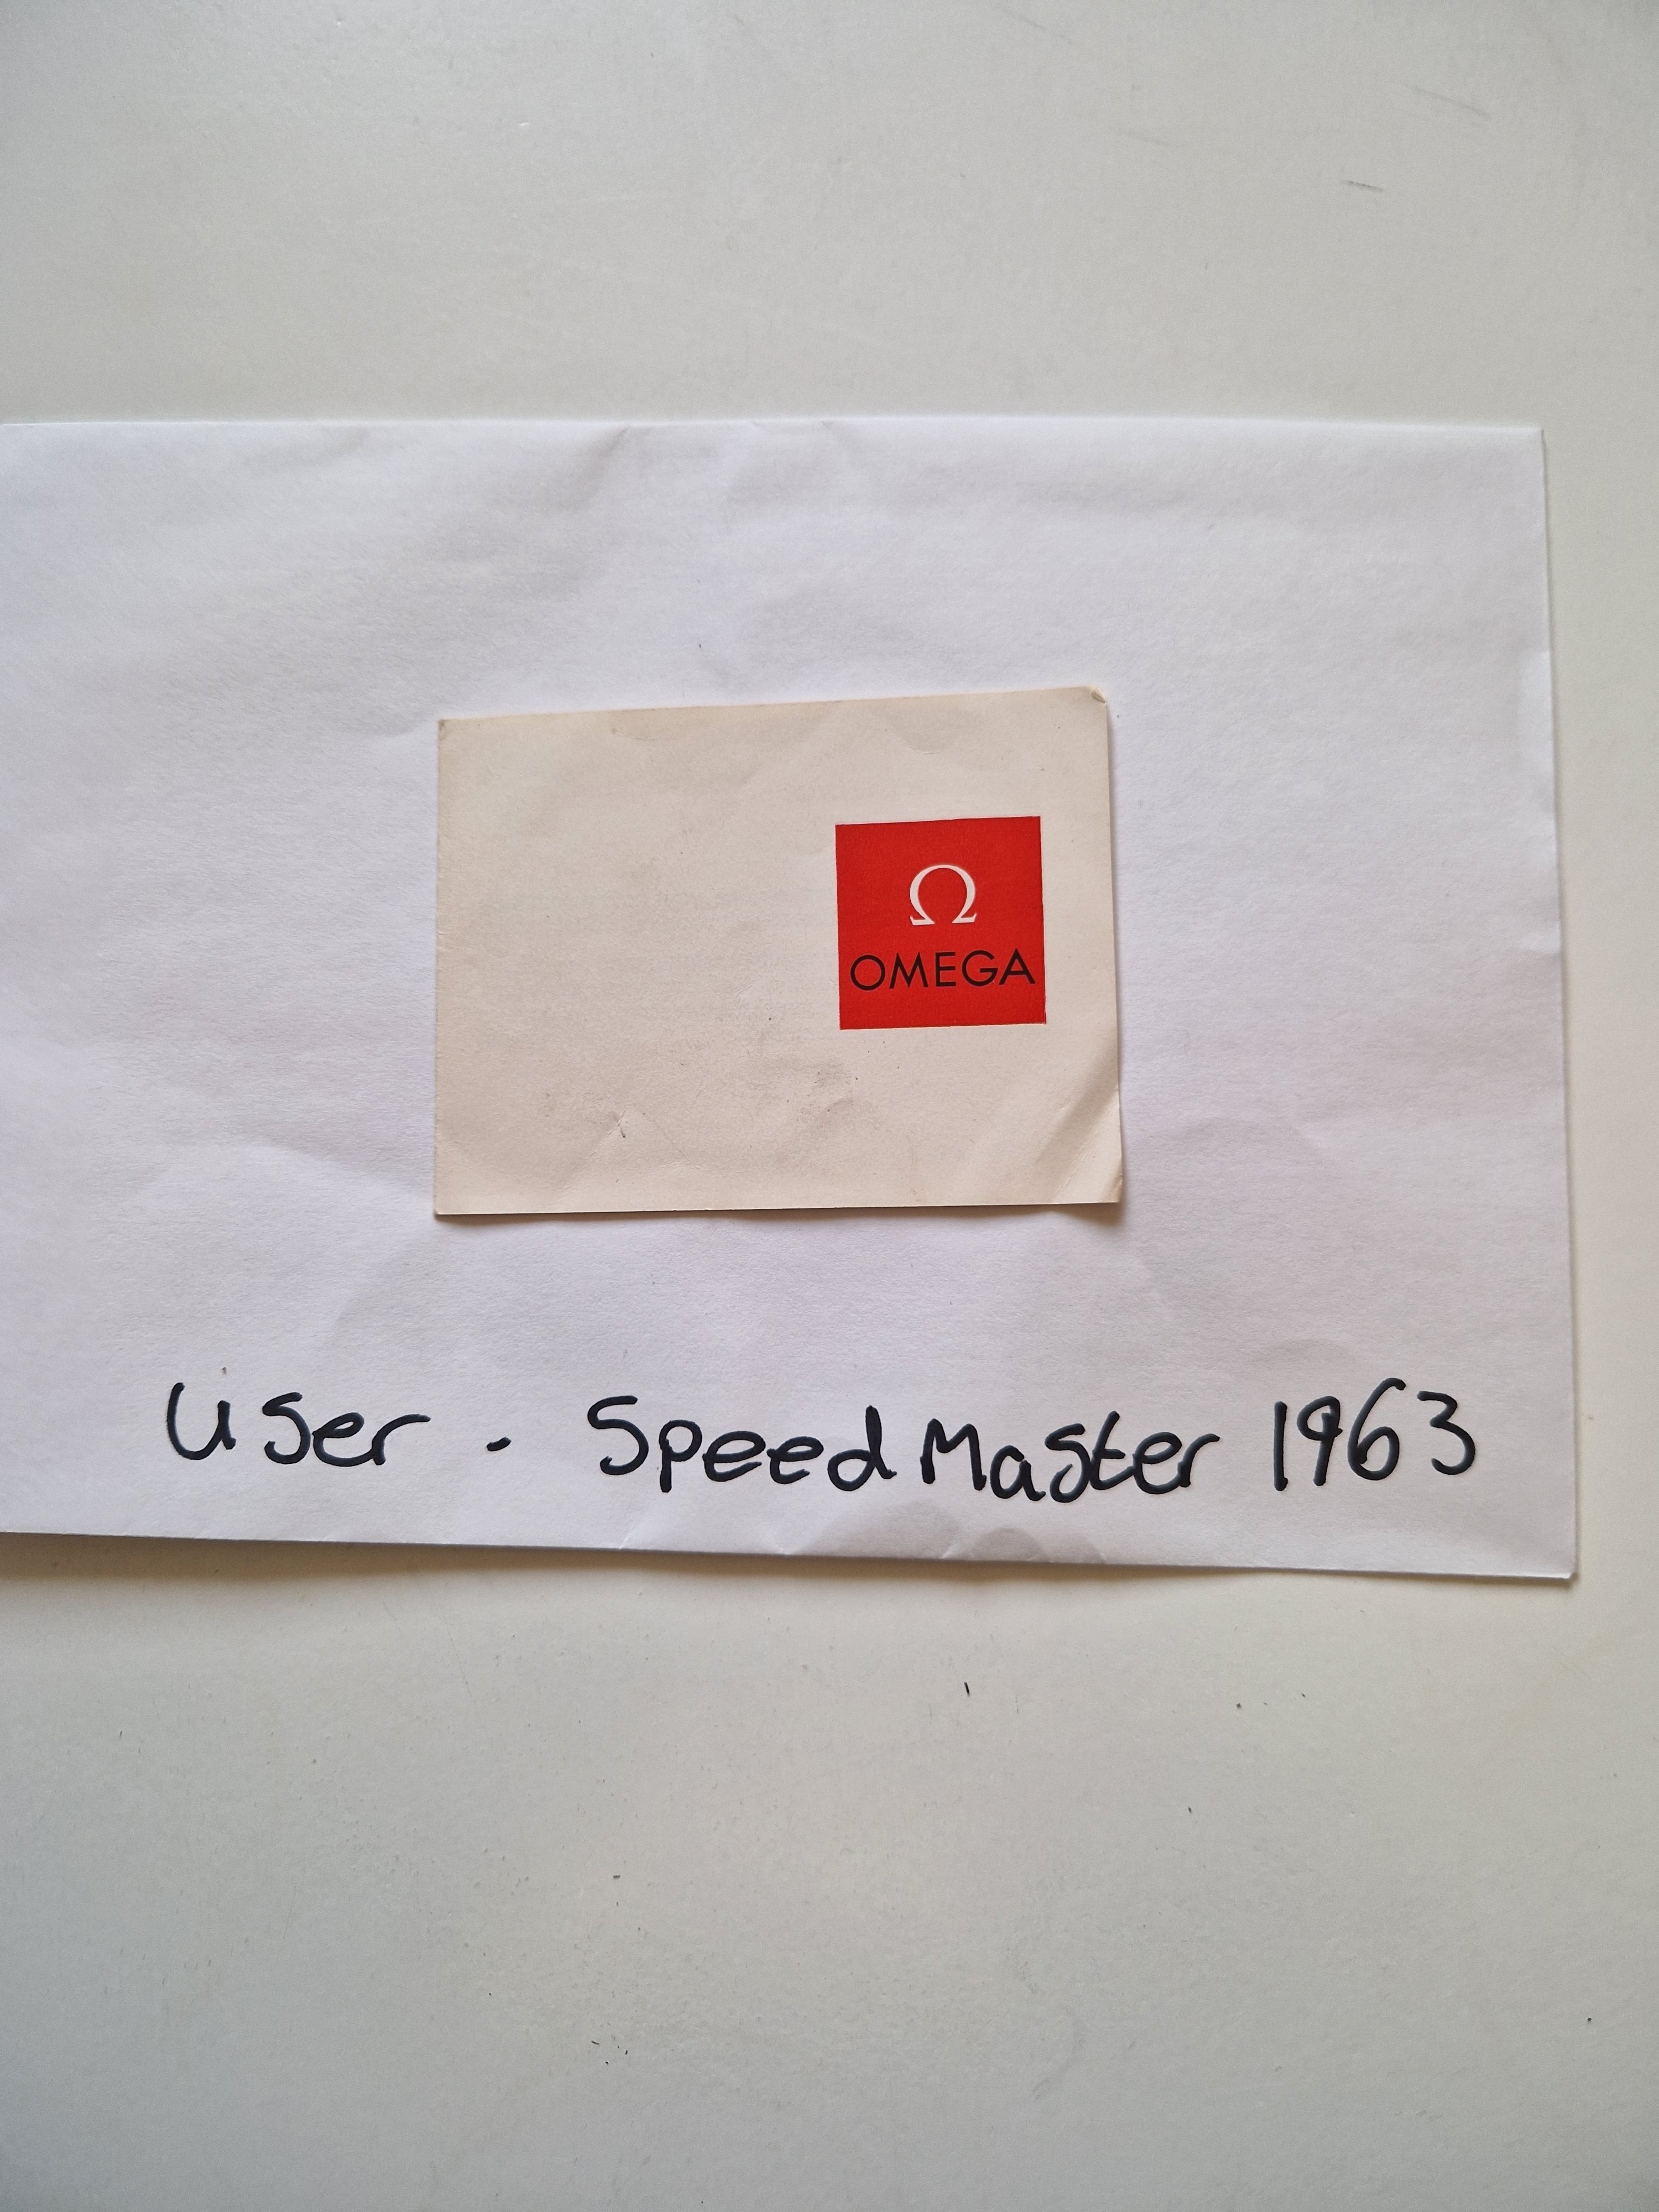 Ω
OMEGA
User - SpeedMaster 1963